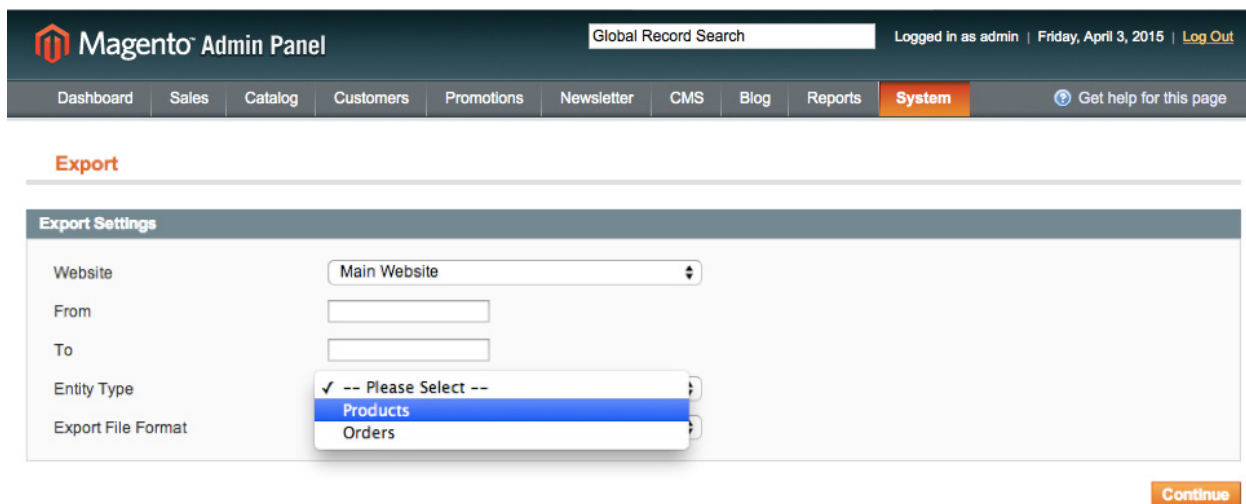 Magento™ Admin Panel
Global Record Search
Logged in as admin | Friday, April 3, 2015 | Log Out
Dashboard Sales Catalog Customers Promotions Newsletter CMS Blog Reports System Get help for this page
Export
Export Settings
Website Main Website
From
To
Entity Type ✓ -- Please Select --
Products
Export File Format Orders
Continue